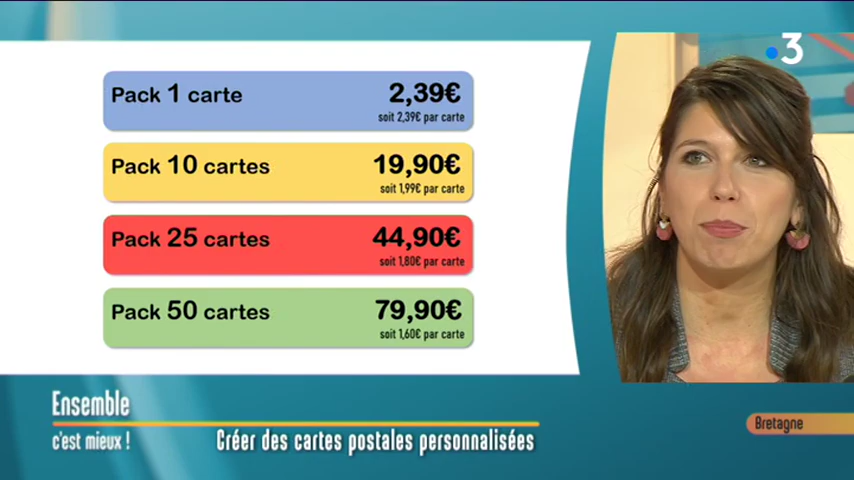 3
Pack 1 carte 2,39€
soit 2,39€ par carte
Pack 10 cartes 19,90€
soit 1,99€ par carte
Pack 25 cartes 44,90€
soit 1,80€ par carte
Pack 50 cartes 79,90€
soit 1,60€ par carte
Ensemble
c'est mieux !
Créer des cartes postales personnalisées
Bretagne